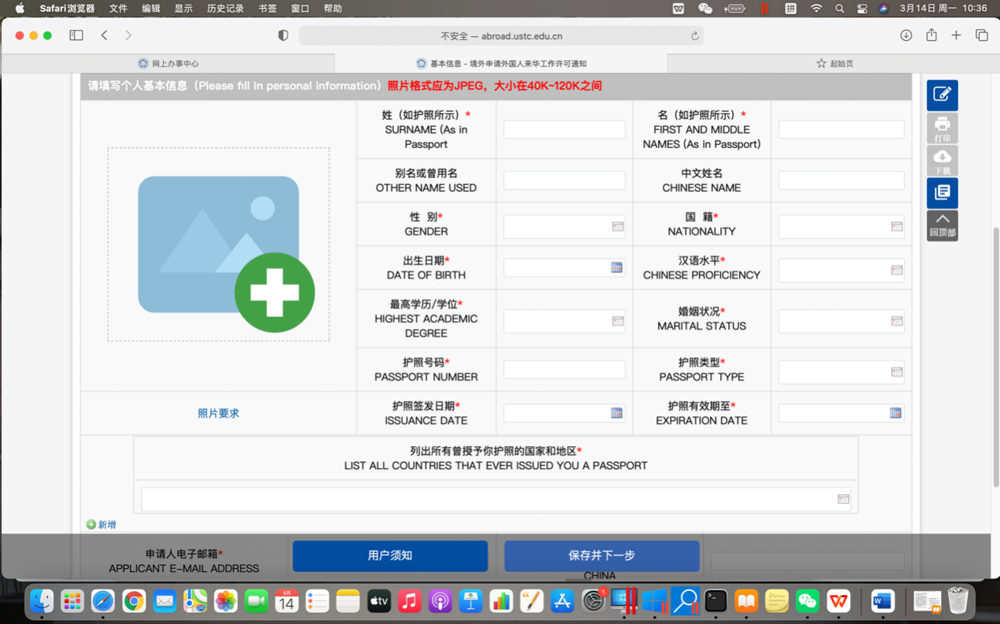 Safari浏览器 文件 编辑 显示 历史记录 书签 窗口 帮助 拼 3月14日 周一 10:36
不安全 — abroad.ustc.edu.cn
网上办事中心
基本信息 - 境外申请外国人来华工作许可通知
起始页
请填写个人基本信息（Please fill in personal information）照片格式应为JPEG，大小在40K~120K之间
姓（如护照所示）*
SURNAME (As in
Passport
名（如护照所示）*
FIRST AND MIDDLE
NAMES (As in Passport)
别名或曾用名
OTHER NAME USED
中文姓名
CHINESE NAME
性 别*
GENDER
国 籍*
NATIONALITY
出生日期*
DATE OF BIRTH
汉语水平*
CHINESE PROFICIENCY
最高学历/学位*
HIGHEST ACADEMIC
DEGREE
婚姻状况*
MARITAL STATUS
护照号码*
PASSPORT NUMBER
护照类型*
PASSPORT TYPE
照片要求
护照签发日期*
ISSUANCE DATE
护照有效期至*
EXPIRATION DATE
列出所有曾授予你护照的国家和地区*
LIST ALL COUNTRIES THAT EVER ISSUED YOU A PASSPORT
新增
申请人电子邮箱*
APPLICANT E-MAIL ADDRESS
用户须知
保存并下一步
CHINA
打印
下载
回顶部
3月
14
tv
1
W